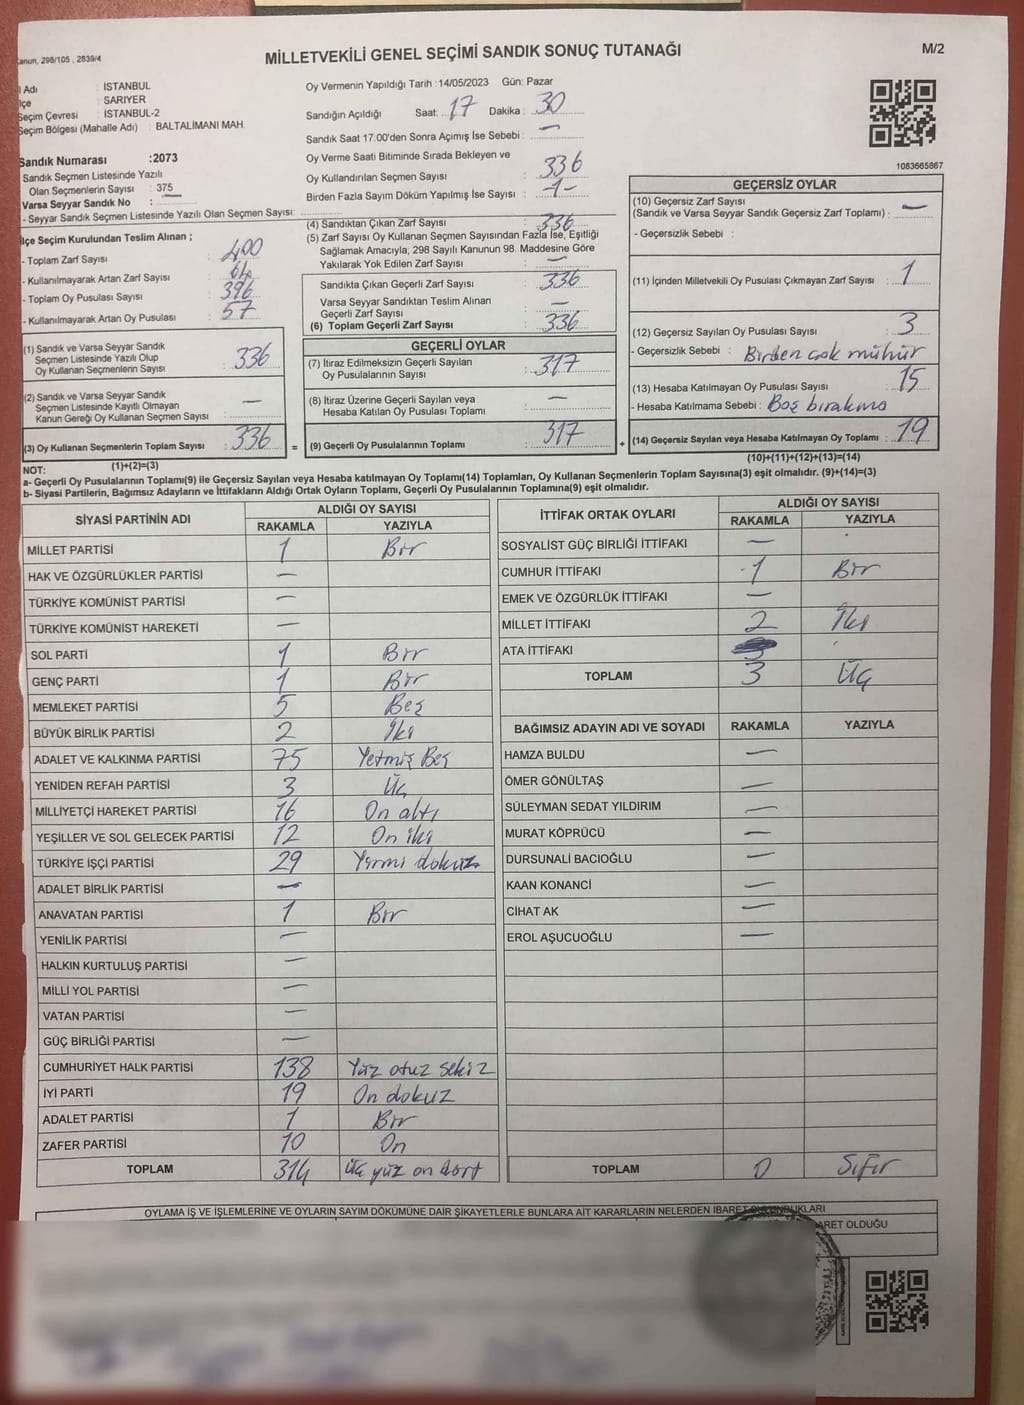 Kanun, 298/105 , 2839/4
MİLLETVEKİLİ GENEL SEÇİMİ SANDIK SONUÇ TUTANAĞI
M/2
İl Adı : İSTANBUL
İlçe : SARIYER
Seçim Çevresi : İSTANBUL-2
Seçim Bölgesi (Mahalle Adı) : BALTALİMANI MAH.
Oy Vermenin Yapıldığı Tarih :14/05/2023 Gün: Pazar
Sandığın Açıldığı Saat: 17 Dakika : 30
Sandık Saat 17:00'den Sonra Açımış İse Sebebi : —
Sandık Numarası :2073
Sandık Seçmen Listesinde Yazılı
Olan Seçmenlerin Sayısı : 375
Varsa Seyyar Sandık No :
- Seyyar Sandık Seçmen Listesinde Yazılı Olan Seçmen Sayısı:
Oy Verme Saati Bitiminde Sırada Bekleyen ve
Oy Kullandırılan Seçmen Sayısı : 336
Birden Fazla Sayım Döküm Yapılmış İse Sayısı : -1-
1083665867
İlçe Seçim Kurulundan Teslim Alınan ;
- Toplam Zarf Sayısı : 400
- Kullanılmayarak Artan Zarf Sayısı : 64
- Toplam Oy Pusulası Sayısı : 396
- Kullanılmayarak Artan Oy Pusulası : 57
(4) Sandıktan Çıkan Zarf Sayısı : 336
(5) Zarf Sayısı Oy Kullanan Seçmen Sayısından Fazla İse, Eşitliği
Sağlamak Amacıyla; 298 Sayılı Kanunun 98. Maddesine Göre
Yakılarak Yok Edilen Zarf Sayısı : —
Sandıkta Çıkan Geçerli Zarf Sayısı : 336
Varsa Seyyar Sandıktan Teslim Alınan
Geçerli Zarf Sayısı : —
(6) Toplam Geçerli Zarf Sayısı : 336
GEÇERSİZ OYLAR
(10) Geçersiz Zarf Sayısı
(Sandık ve Varsa Seyyar Sandık Geçersiz Zarf Toplamı) : —
- Geçersizlik Sebebi :
(11) İçinden Milletvekili Oy Pusulası Çıkmayan Zarf Sayısı : 1
(12) Geçersiz Sayılan Oy Pusulası Sayısı : 3
- Geçersizlik Sebebi : Birden çok mühür
(13) Hesaba Katılmayan Oy Pusulası Sayısı : 15
- Hesaba Katılmama Sebebi : Boş bırakma
(14) Geçersiz Sayılan veya Hesaba Katılmayan Oy Toplamı : 19
(10)+(11)+(12)+(13)=(14)
(1) Sandık ve Varsa Seyyar Sandık
Seçmen Listesinde Yazılı Olup
Oy Kullanan Seçmenlerin Sayısı : 336
(2) Sandık ve Varsa Seyyar Sandık
Seçmen Listesinde Kayıtlı Olmayan
Kanun Gereği Oy Kullanan Seçmen Sayısı : —
(3) Oy Kullanan Seçmenlerin Toplam Sayısı : 336 =
(1)+(2)=(3)
GEÇERLİ OYLAR
(7) İtiraz Edilmeksizin Geçerli Sayılan
Oy Pusulalarının Sayısı : 317
(8) İtiraz Üzerine Geçerli Sayılan veya
Hesaba Katılan Oy Pusulası Toplamı : —
(9) Geçerli Oy Pusulalarının Toplamı : 317 +
NOT:
a- Geçerli Oy Pusulalarının Toplamı(9) ile Geçersiz Sayılan veya Hesaba katılmayan Oy Toplamı(14) Toplamları, Oy Kullanan Seçmenlerin Toplam Sayısına(3) eşit olmalıdır. (9)+(14)=(3)
b- Siyasi Partilerin, Bağımsız Adayların ve İttifakların Aldığı Ortak Oyların Toplamı, Geçerli Oy Pusulalarının Toplamına(9) eşit olmalıdır.
SİYASİ PARTİNİN ADI ALDIĞI OY SAYISI
RAKAMLA YAZIYLA
MİLLET PARTİSİ 1 Bir
HAK VE ÖZGÜRLÜKLER PARTİSİ —
TÜRKİYE KOMÜNİST PARTİSİ —
TÜRKİYE KOMÜNİST HAREKETİ —
SOL PARTİ 1 Bir
GENÇ PARTİ 1 Bir
MEMLEKET PARTİSİ 5 Beş
BÜYÜK BİRLİK PARTİSİ 2 İki
ADALET VE KALKINMA PARTİSİ 75 Yetmiş Beş
YENİDEN REFAH PARTİSİ 3 Üç
MİLLİYETÇİ HAREKET PARTİSİ 16 On altı
YEŞİLLER VE SOL GELECEK PARTİSİ 12 On iki
TÜRKİYE İŞÇİ PARTİSİ 29 Yirmi dokuz
ADALET BİRLİK PARTİSİ —
ANAVATAN PARTİSİ 1 Bir
YENİLİK PARTİSİ —
HALKIN KURTULUŞ PARTİSİ —
MİLLİ YOL PARTİSİ —
VATAN PARTİSİ —
GÜÇ BİRLİĞİ PARTİSİ —
CUMHURİYET HALK PARTİSİ 138 Yüz otuz sekiz
İYİ PARTİ 19 On dokuz
ADALET PARTİSİ 1 Bir
ZAFER PARTİSİ 10 On
TOPLAM 314 Üç yüz on dört
İTTİFAK ORTAK OYLARI ALDIĞI OY SAYISI
RAKAMLA YAZIYLA
SOSYALİST GÜÇ BİRLİĞİ İTTİFAKI —
CUMHUR İTTİFAKI 1 Bir
EMEK VE ÖZGÜRLÜK İTTİFAKI —
MİLLET İTTİFAKI 2 İki
ATA İTTİFAKI
TOPLAM 3 Üç
BAĞIMSIZ ADAYIN ADI VE SOYADI RAKAMLA YAZIYLA
HAMZA BULDU —
ÖMER GÖNÜLTAŞ —
SÜLEYMAN SEDAT YILDIRIM —
MURAT KÖPRÜCÜ —
DURSUNALİ BACIOĞLU —
KAAN KONANCİ —
CİHAT AK —
EROL AŞUCUOĞLU —
TOPLAM 0 Sıfır
OYLAMA İŞ VE İŞLEMLERİNE VE OYLARIN SAYIM DÖKÜMÜNE DAİR ŞİKAYETLERLE BUNLARA AİT KARARLARIN NELERDEN İBARET BULUNDUKLARI
OLDUĞU